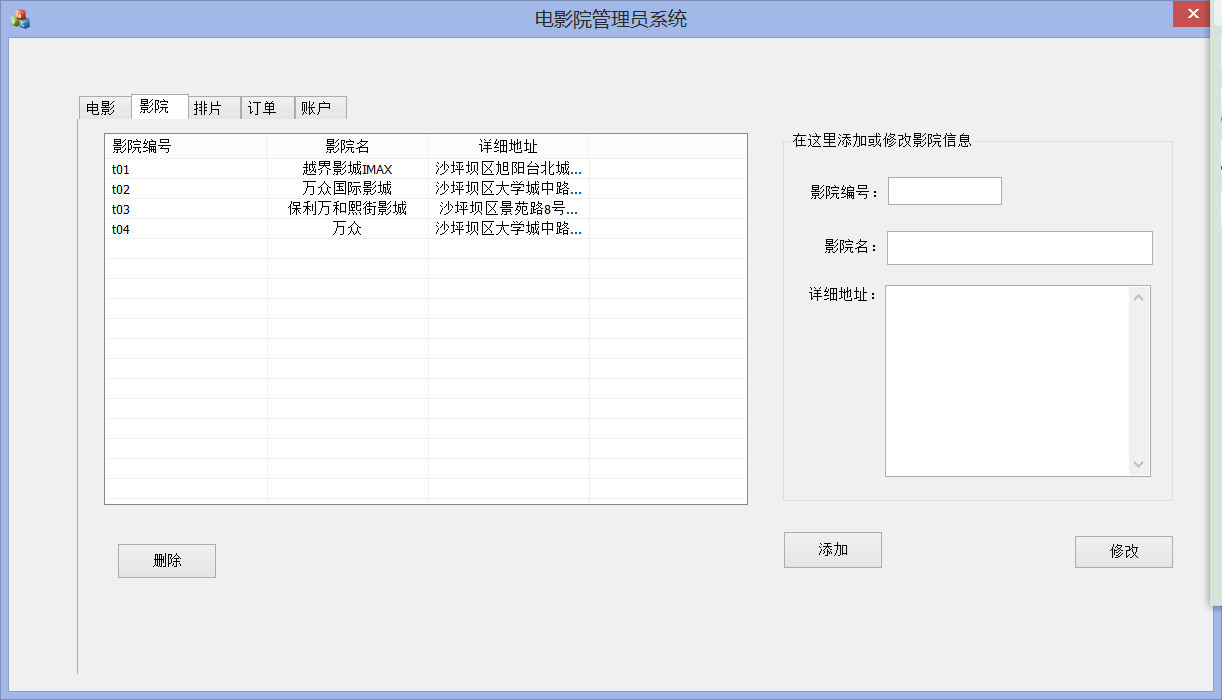 电影院管理员系统
电影 影院 排片 订单 账户
影院编号 影院名 详细地址
t01 越界影城IMAX 沙坪坝区旭阳台北城...
t02 万众国际影城 沙坪坝区大学城中路...
t03 保利万和熙街影城 沙坪坝区景苑路8号...
t04 万众 沙坪坝区大学城中路...
在这里添加或修改影院信息
影院编号：
影院名：
详细地址：
删除
添加
修改